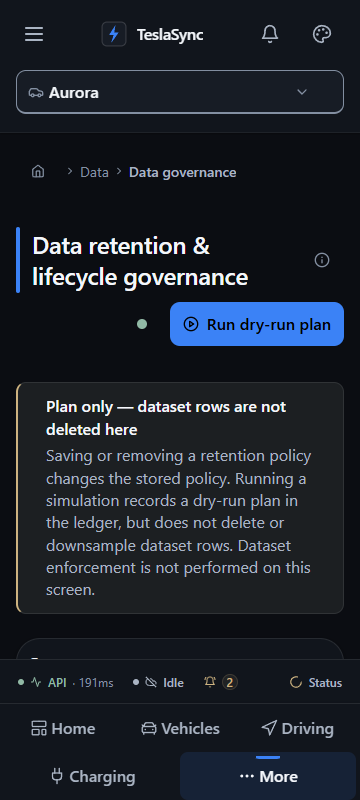 TeslaSync
Aurora
Data
Data governance
Data retention &
lifecycle governance
Run dry-run plan
Plan only — dataset rows are not
deleted here
Saving or removing a retention policy
changes the stored policy. Running a
simulation records a dry-run plan in
the ledger, but does not delete or
downsample dataset rows. Dataset
enforcement is not performed on this
screen.
API · 191ms
Idle
2
Status
Home
Vehicles
Driving
Charging
More